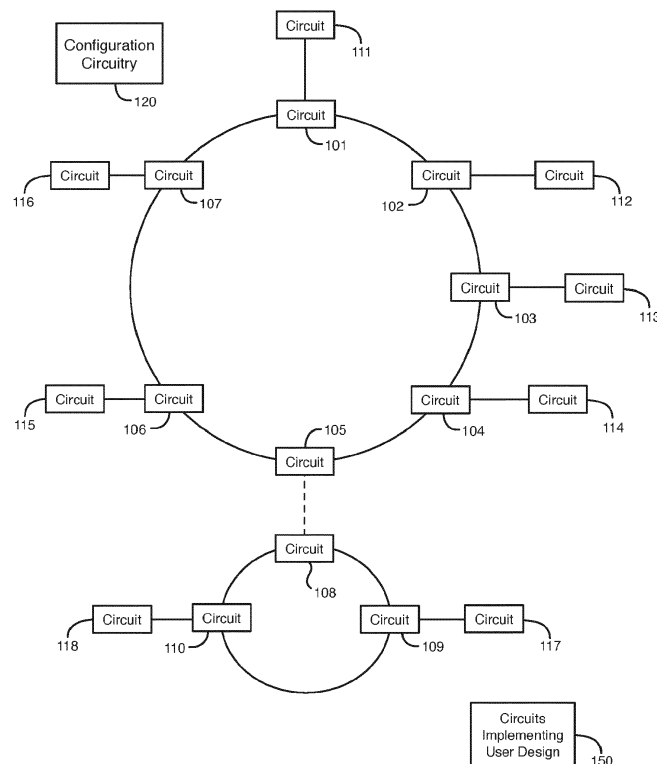 Configuration
Circuitry
120
Circuit
111
Circuit
101
Circuit
116
Circuit
107
Circuit
102
Circuit
112
Circuit
103
Circuit
113
Circuit
115
Circuit
106
105
Circuit
Circuit
104
Circuit
114
Circuit
108
Circuit
118
Circuit
110
Circuit
109
Circuit
117
Circuits
Implementing
User Design
150